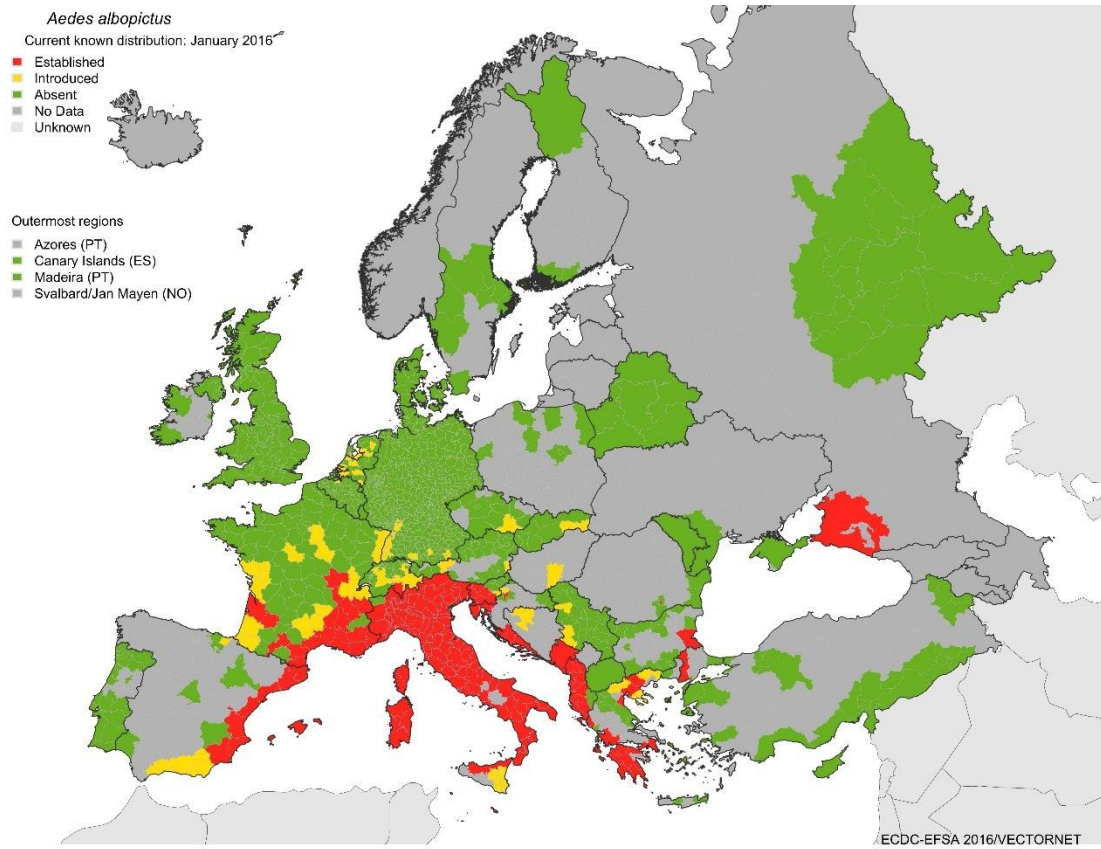 Aedes albopictus
Current known distribution: January 2016
Established
Introduced
Absent
No Data
Unknown
Outermost regions
Azores (PT)
Canary Islands (ES)
Madeira (PT)
Svalbard/Jan Mayen (NO)
ECDC-EFSA 2016/VECTORNET